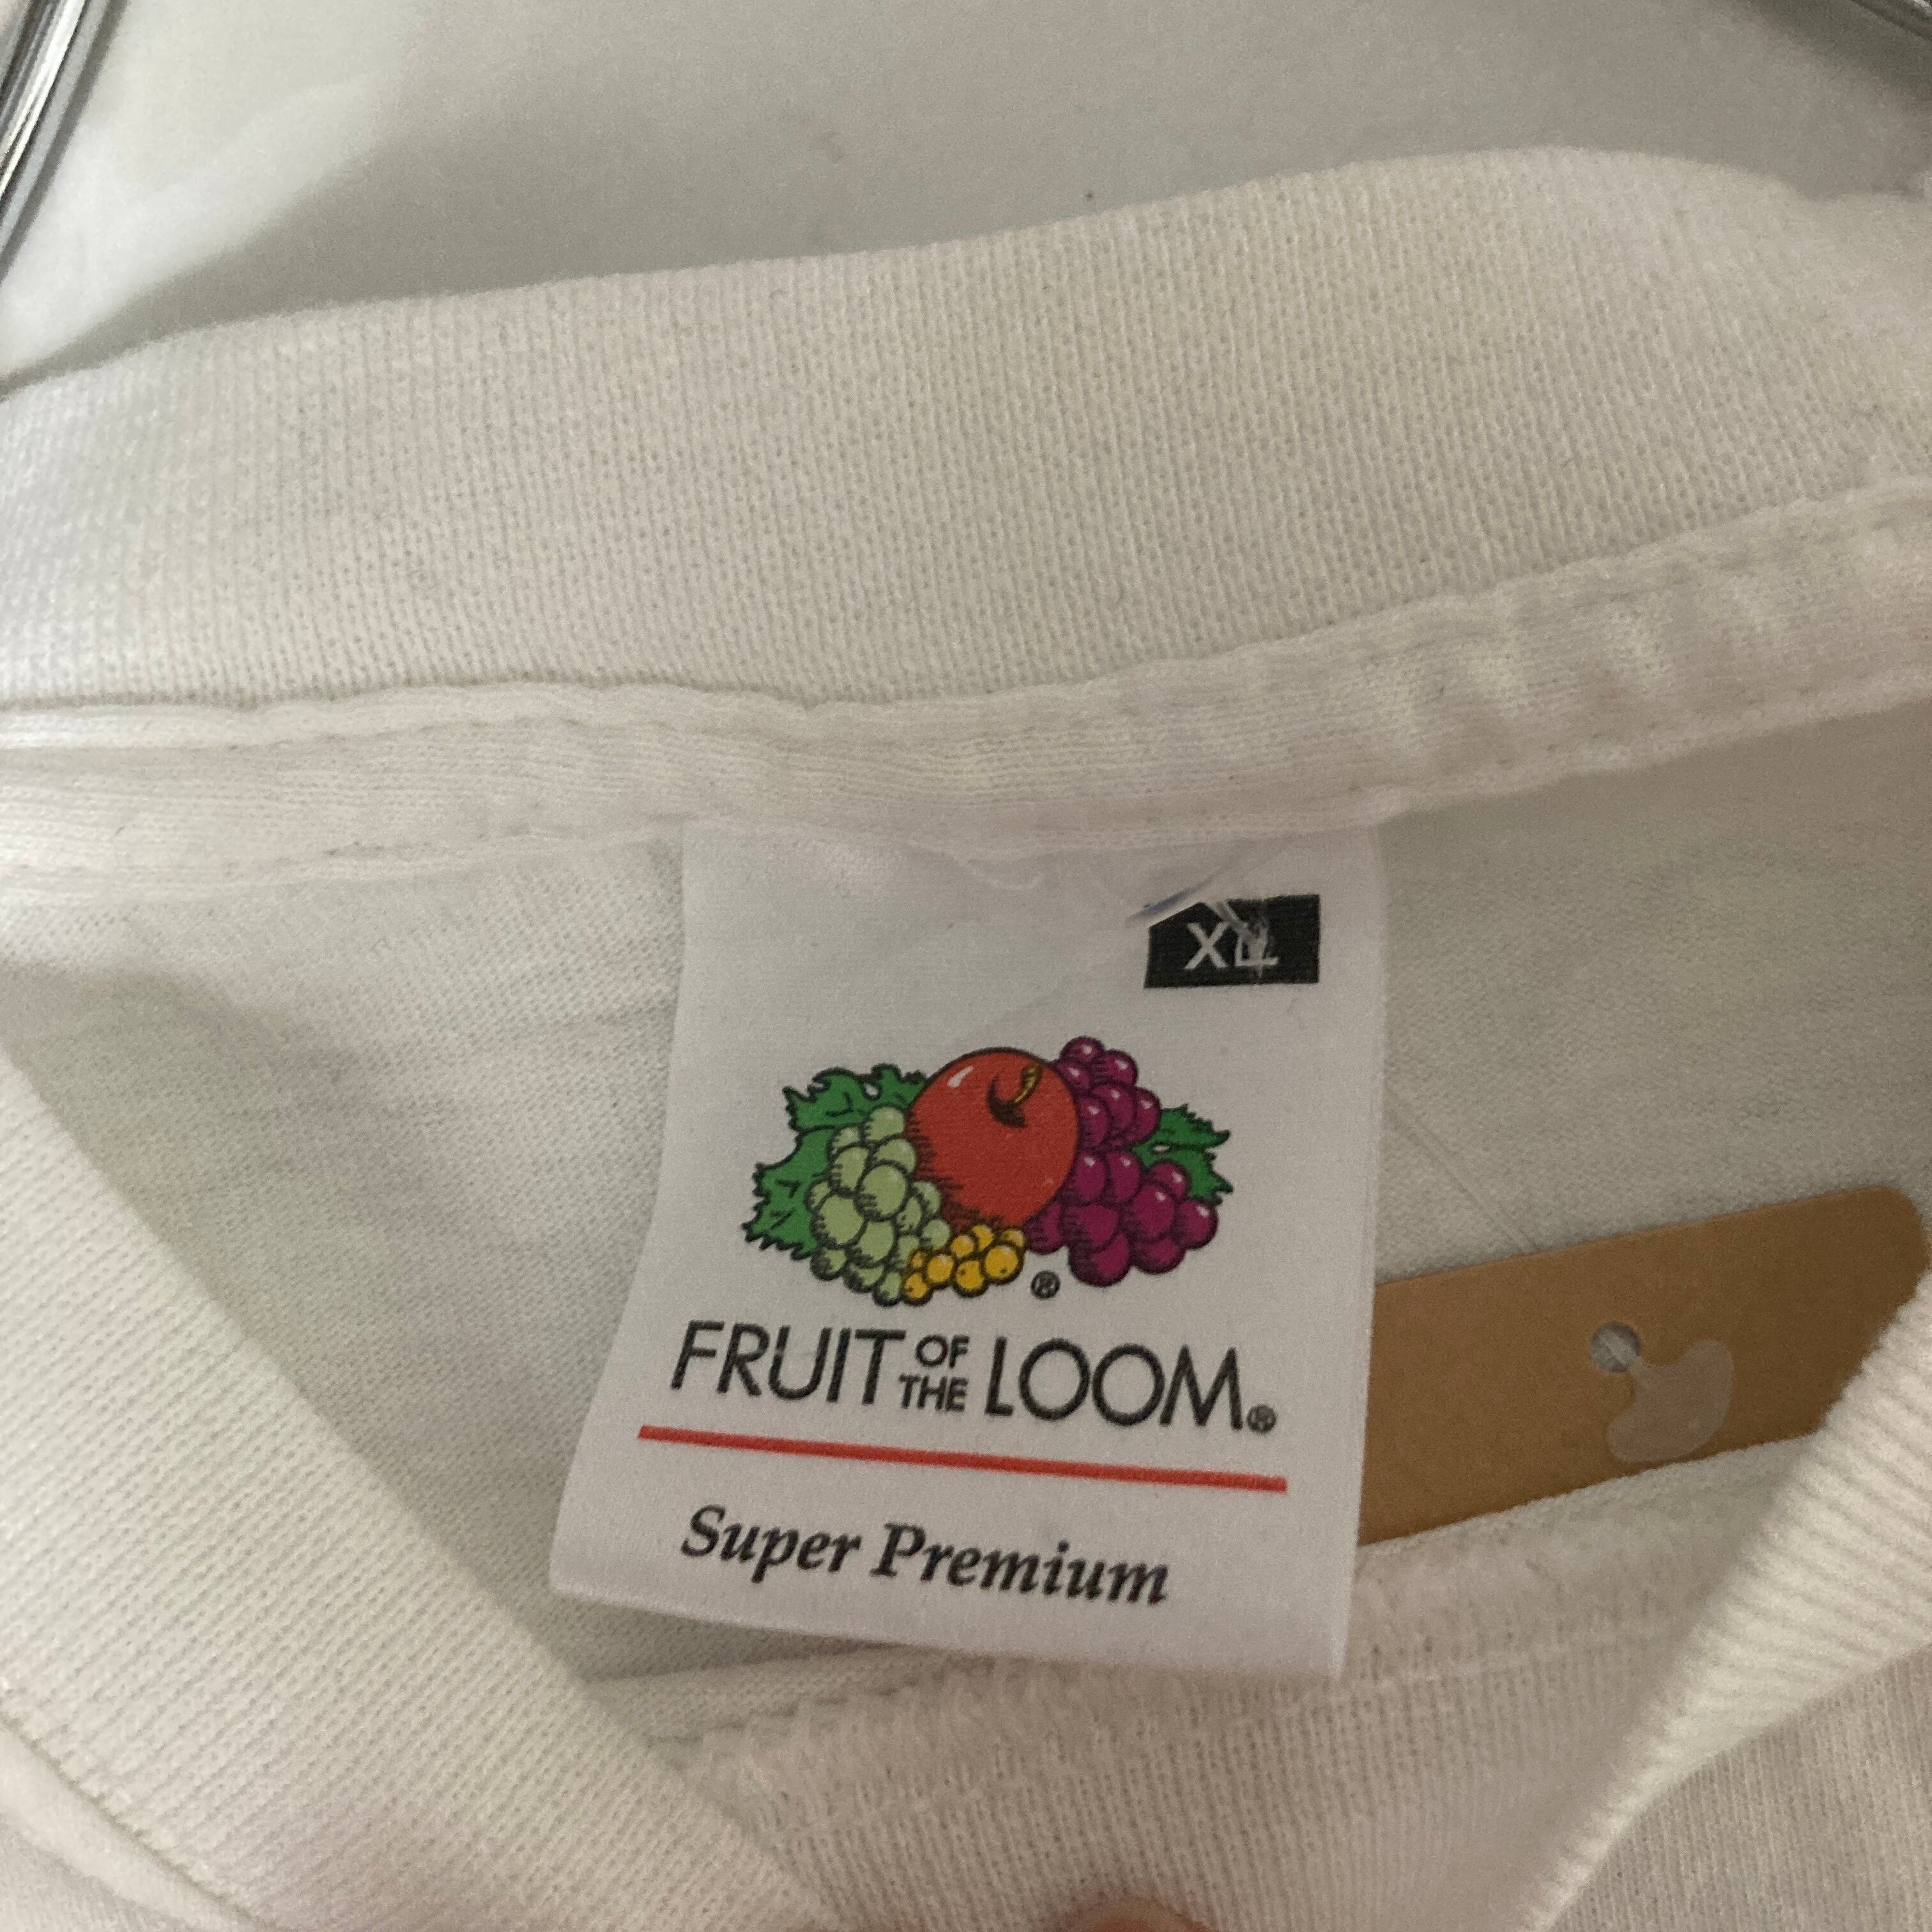 XL
®
FRUIT OF THE LOOM®
Super Premium